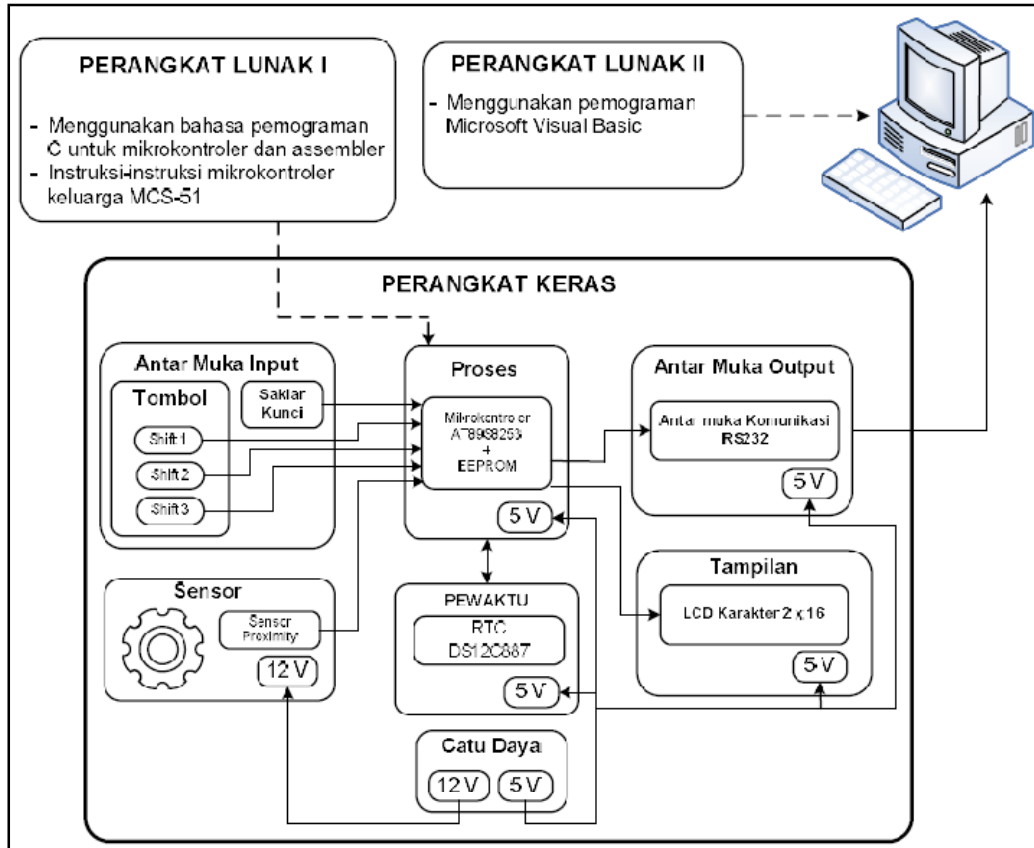 PERANGKAT LUNAK I
- Menggunakan bahasa pemograman
C untuk mikrokontroler dan assembler
- Instruksi-instruksi mikrokontroler
keluarga MCS-51
PERANGKAT LUNAK II
- Menggunakan pemograman
Microsoft Visual Basic
PERANGKAT KERAS
Antar Muka Input
Tombol
Shift 1
Shift 2
Shift 3
Saklar
Kunci
Proses
Mikrokontroler
AT89S8253
+
EEPROM
5 V
Antar Muka Output
Antar muka Komunikasi
RS232
5 V
Sensor
Sensor
Proximity
12 V
PEWAKTU
RTC
DS12C887
5 V
Tampilan
LCD Karakter 2 x 16
5 V
Catu Daya
12 V
5 V